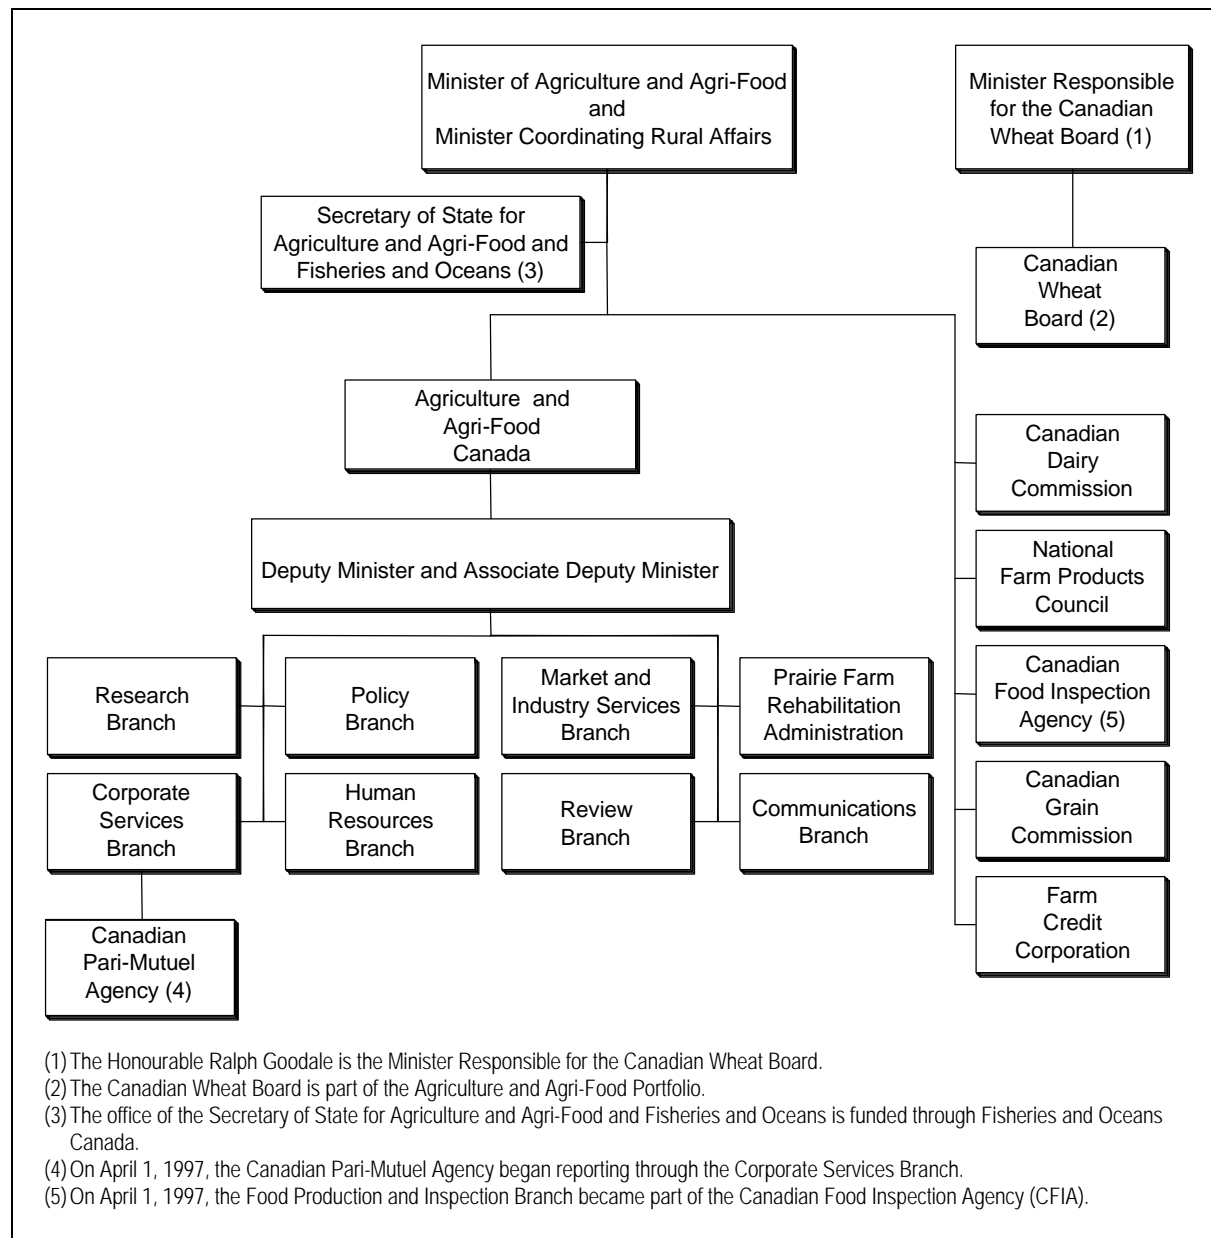 Minister of Agriculture and Agri-Food
and
Minister Coordinating Rural Affairs
Minister Responsible
for the Canadian
Wheat Board (1)
Secretary of State for
Agriculture and Agri-Food and
Fisheries and Oceans (3)
Canadian
Wheat
Board (2)
Agriculture and
Agri-Food
Canada
Canadian
Dairy
Commission
Deputy Minister and Associate Deputy Minister
National
Farm Products
Council
Research
Branch
Policy
Branch
Market and
Industry Services
Branch
Prairie Farm
Rehabilitation
Administration
Canadian
Food Inspection
Agency (5)
Corporate
Services
Branch
Human
Resources
Branch
Review
Branch
Communications
Branch
Canadian
Grain
Commission
Canadian
Pari-Mutuel
Agency (4)
Farm
Credit
Corporation
(1) The Honourable Ralph Goodale is the Minister Responsible for the Canadian Wheat Board.
(2) The Canadian Wheat Board is part of the Agriculture and Agri-Food Portfolio.
(3) The office of the Secretary of State for Agriculture and Agri-Food and Fisheries and Oceans is funded through Fisheries and Oceans
Canada.
(4) On April 1, 1997, the Canadian Pari-Mutuel Agency began reporting through the Corporate Services Branch.
(5) On April 1, 1997, the Food Production and Inspection Branch became part of the Canadian Food Inspection Agency (CFIA).